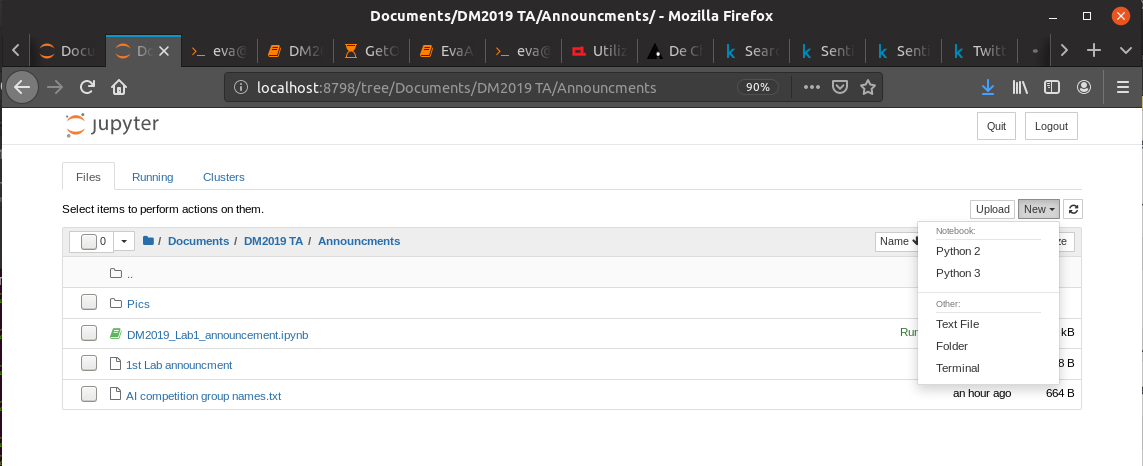 Documents/DM2019 TA/Announcments/ - Mozilla Firefox
Docu
Do
eva@
DM2
GetC
EvaA
eva@
Utiliz
De Ch
Sear
Senti
Senti
Twitt
localhost:8798/tree/Documents/DM2019 TA/Announcments
90%
jupyter
Quit
Logout
Files
Running
Clusters
Select items to perform actions on them.
Upload
New
0
/ Documents / DM2019 TA / Announcments
Name
ze
Notebook:
Python 2
Python 3
Other:
Text File
Folder
Terminal
..
Pics
DM2019_Lab1_announcement.ipynb
Run
kB
1st Lab announcment
8 B
AI competition group names.txt
an hour ago
664 B